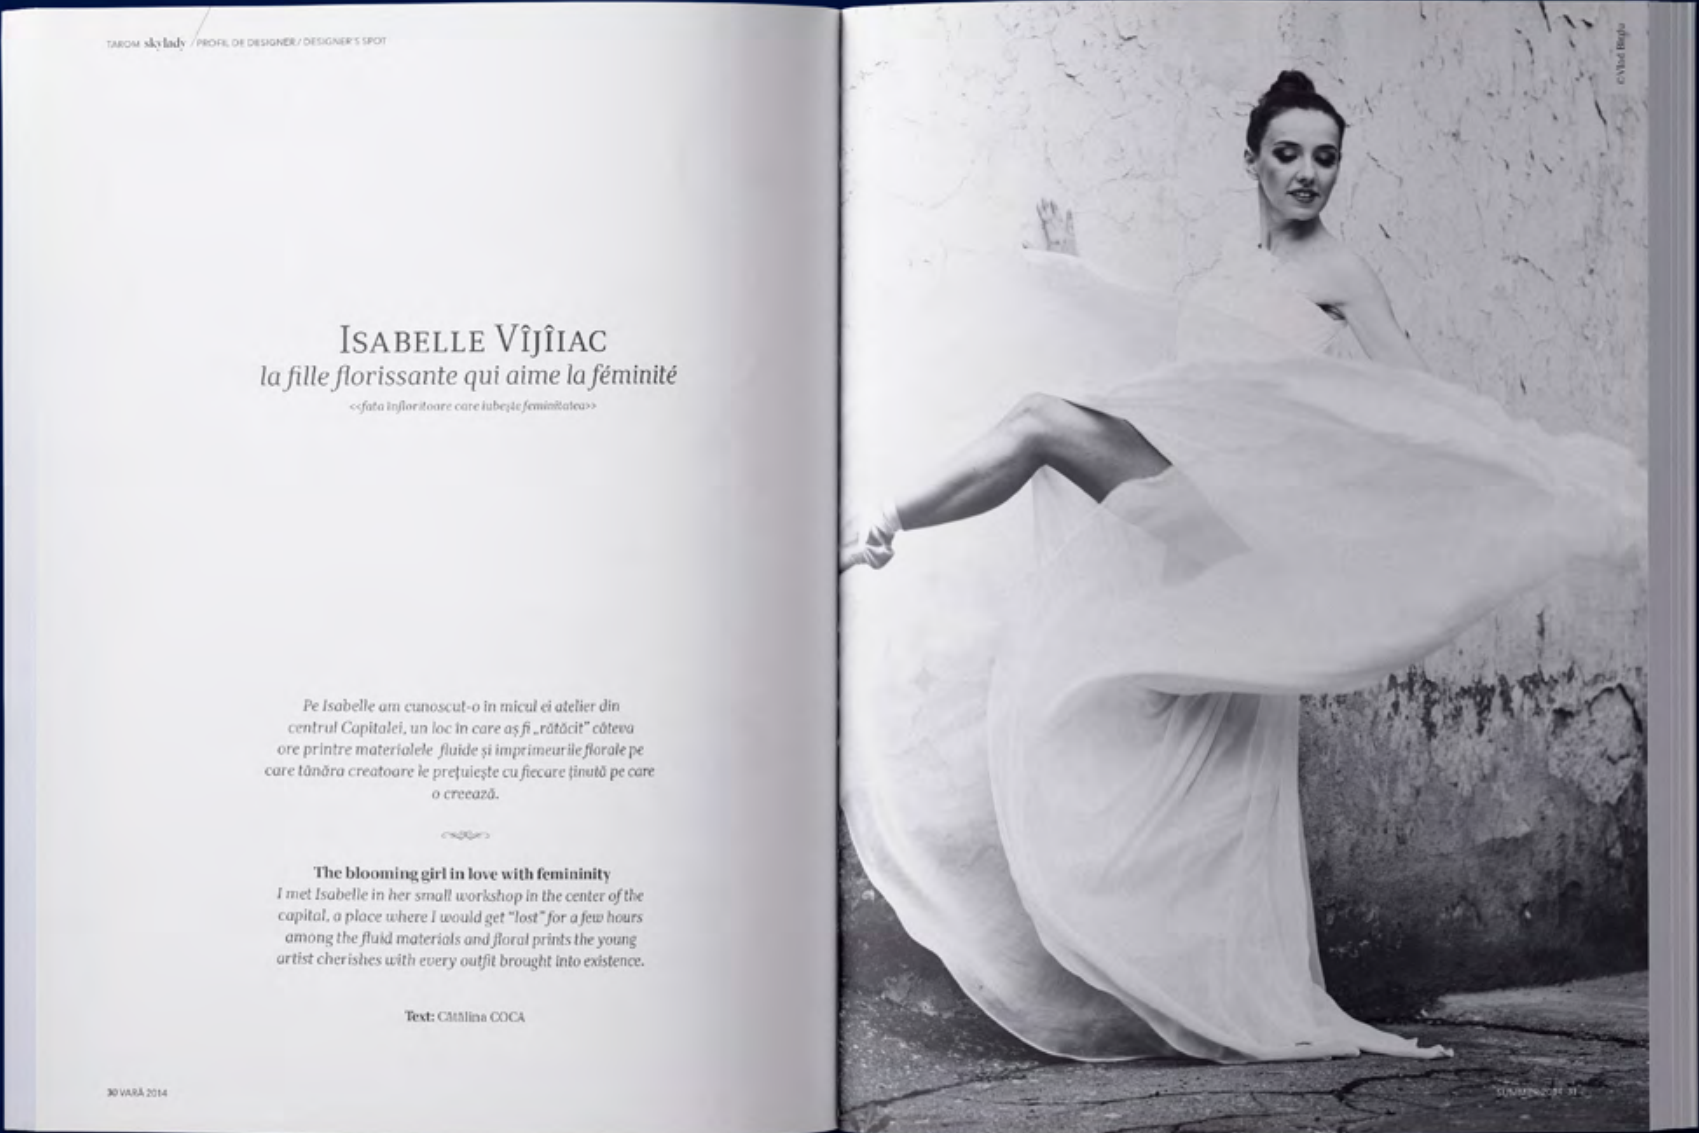 TAROM skylady / PROFIL DE DESIGNER / DESIGNER'S SPOT
ISABELLE VÎJÎIAC
la fille florissante qui aime la féminité
<<fata înfloritoare care iubește feminitatea>>
Pe Isabelle am cunoscut-o în micul ei atelier din
centrul Capitalei, un loc în care aș fi „rătăcit” câteva
ore printre materialele fluide și imprimeurile florale pe
care tânăra creatoare le prețuiește cu fiecare ținută pe care
o creează.
The blooming girl in love with femininity
I met Isabelle in her small workshop in the center of the
capital, a place where I would get "lost" for a few hours
among the fluid materials and floral prints the young
artist cherishes with every outfit brought into existence.
Text: Cătălina COCA
30 VARĂ 2014
©Vlad
SUMMER 2014 31